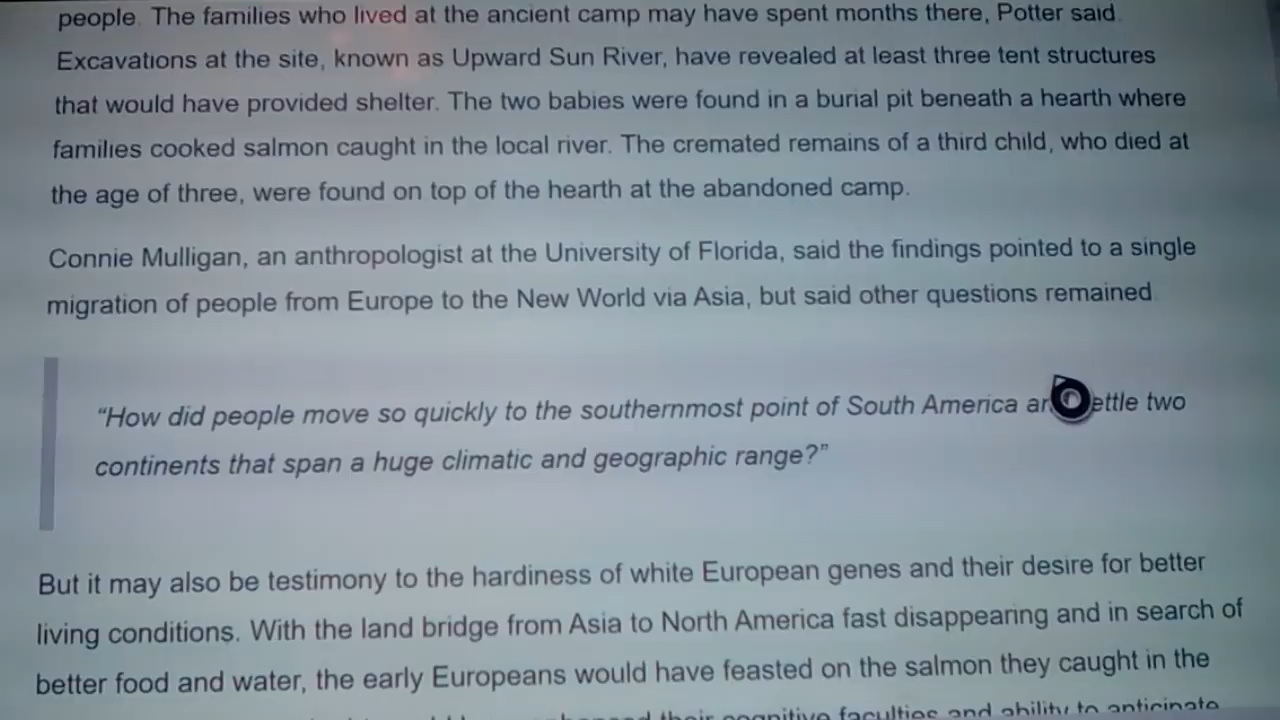 people. The families who lived at the ancient camp may have spent months there, Potter said.
Excavations at the site, known as Upward Sun River, have revealed at least three tent structures
that would have provided shelter. The two babies were found in a burial pit beneath a hearth where
families cooked salmon caught in the local river. The cremated remains of a third child, who died at
the age of three, were found on top of the hearth at the abandoned camp.
Connie Mulligan, an anthropologist at the University of Florida, said the findings pointed to a single
migration of people from Europe to the New World via Asia, but said other questions remained.
“How did people move so quickly to the southernmost point of South America two
continents that span a huge climatic and geographic range?”
But it may also be testimony to the hardiness of white European genes and their desire for better
living conditions. With the land bridge from Asia to North America fast disappearing and in search of
better food and water, the early Europeans would have feasted on the salmon they caught in the
their cognitive faculties and ability to anticipate